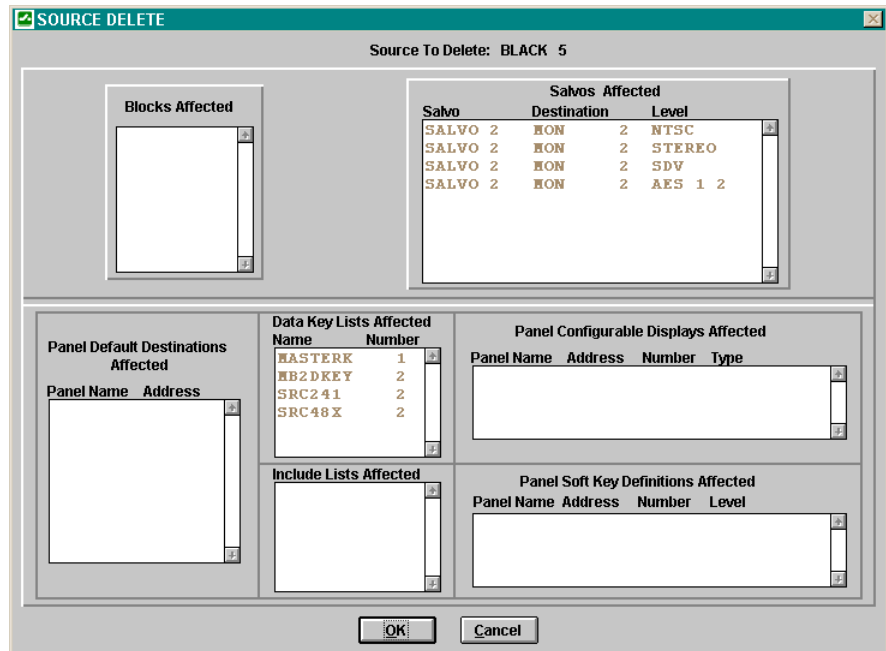 SOURCE DELETE
Source To Delete: BLACK 5
Blocks Affected
Salvos Affected
Salvo Destination Level
SALVO 2 MON 2 NTSC
SALVO 2 MON 2 STEREO
SALVO 2 MON 2 SDV
SALVO 2 MON 2 AES 1 2
Panel Default Destinations
Affected
Panel Name Address
Data Key Lists Affected
Name Number
MASTERK 1
MB2DKEY 2
SRC241 2
SRC48X 2
Include Lists Affected
Panel Configurable Displays Affected
Panel Name Address Number Type
Panel Soft Key Definitions Affected
Panel Name Address Number Level
OK Cancel